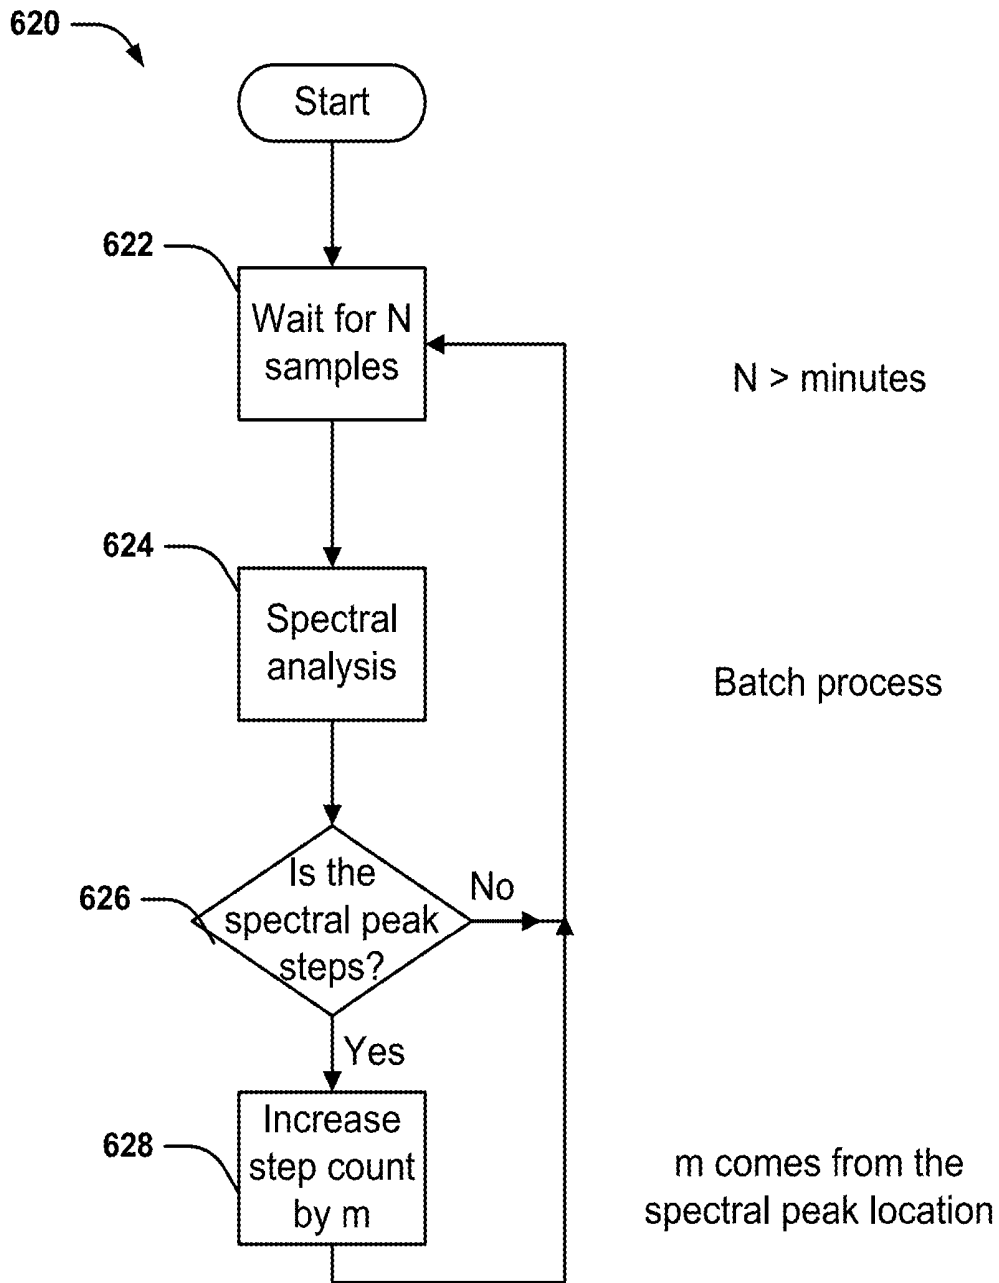 620
Start
622
Wait for N
samples
N > minutes
624
Spectral
analysis
Batch process
626
Is the
spectral peak
steps?
No
Yes
628
Increase
step count
by m
m comes from the
spectral peak location